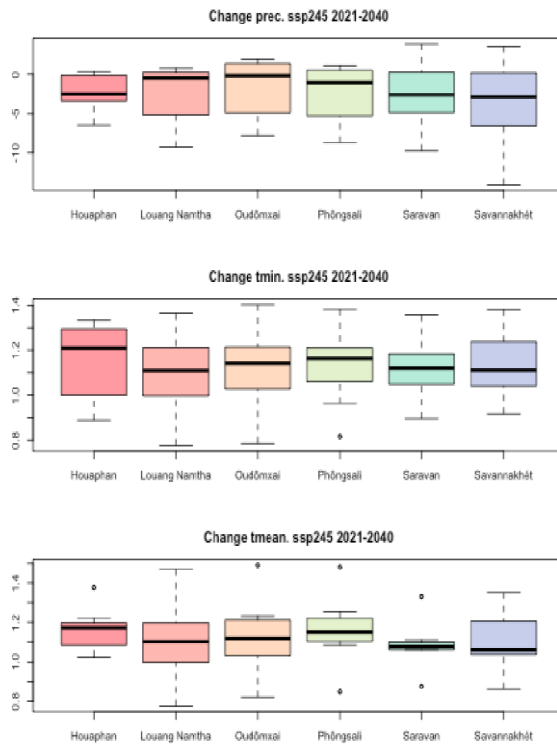 Change prec. ssp245 2021-2040
0
-5
-10
Houaphan Louang Namtha Oudômxai Phôngsali Saravan Savannakhét
Change tmin. ssp245 2021-2040
1.4
1.2
1.0
0.8
Houaphan Louang Namtha Oudômxai Phôngsali Saravan Savannakhét
Change tmean. ssp245 2021-2040
1.4
1.2
1.0
0.8
Houaphan Louang Namtha Oudômxai Phôngsali Saravan Savannakhét